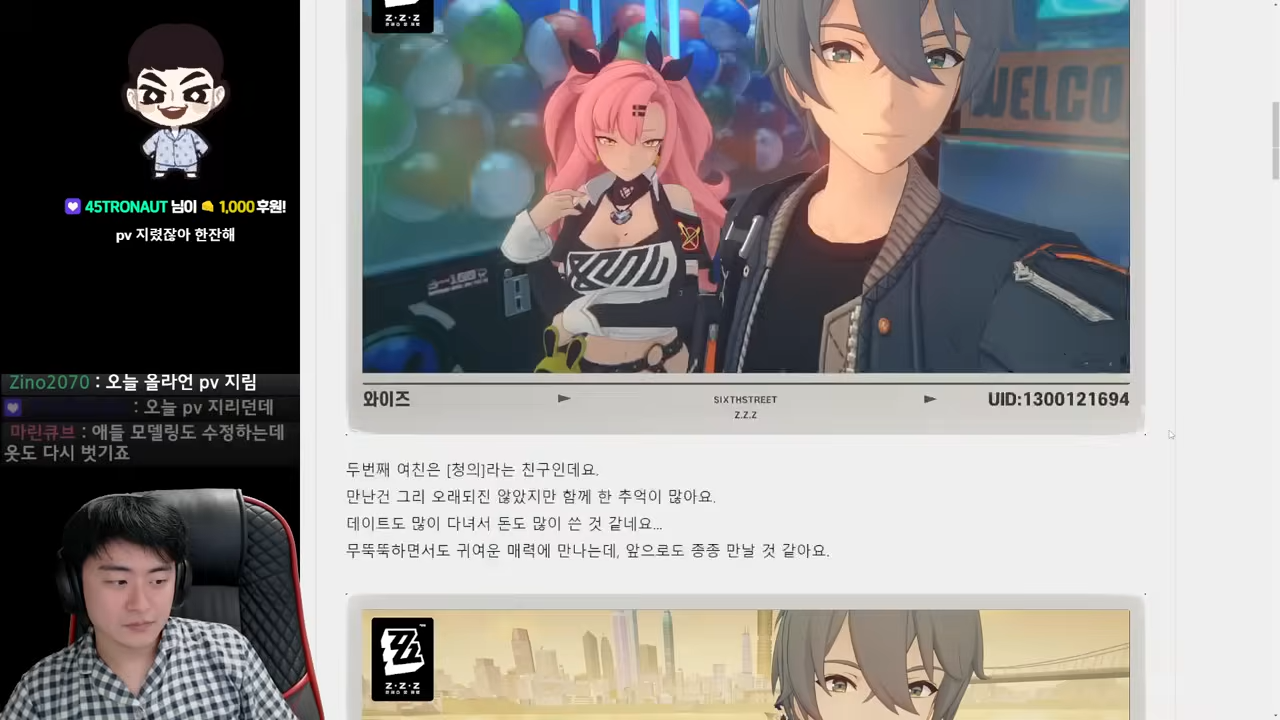 45TRONAUT 님이 1,000 후원!
pv 지렸잖아 한잔해
Zino2070 : 오늘 올라언 pv 지림
: 오늘 pv 지리던데
마린큐브 : 애들 모델링도 수정하는데
옷도 다시 벗기죠
Z·Z·Z
WELCO
와이즈
SIXTHSTREET
Z.Z.Z
UID:1300121694
두번째 여친은 [청의]라는 친구인데요.
만난건 그리 오래되진 않았지만 함께 한 추억이 많아요.
데이트도 많이 다녀서 돈도 많이 쓴 것 같네요...
무뚝뚝하면서도 귀여운 매력에 만나는데, 앞으로도 종종 만날 것 같아요.
Z·Z·Z